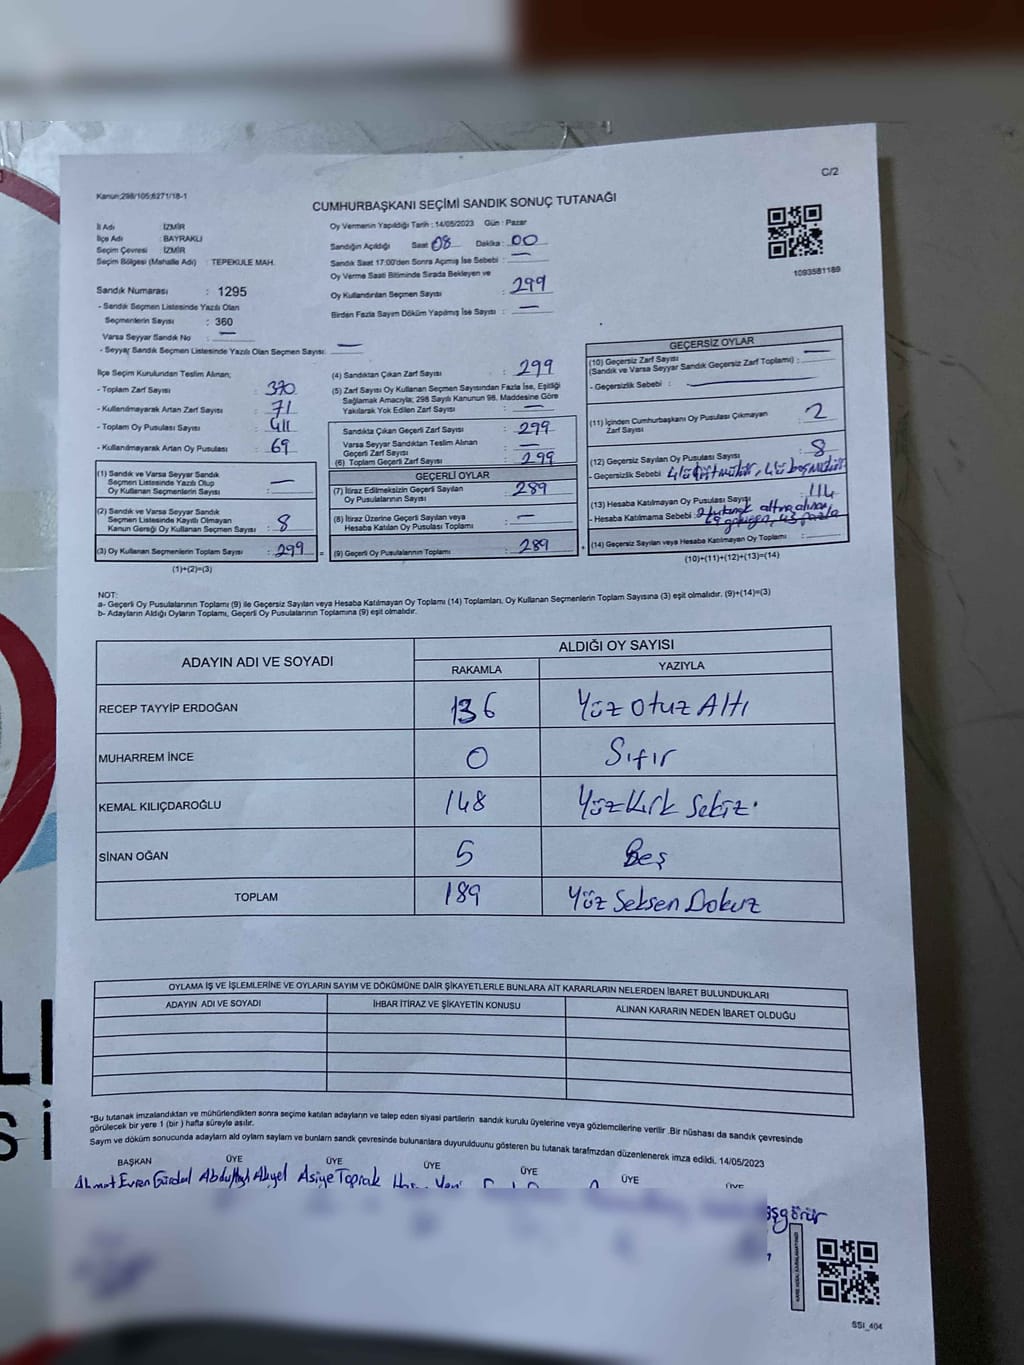 C/2
Kanun:298/105;6271/18-1
CUMHURBAŞKANI SEÇİMİ SANDIK SONUÇ TUTANAĞI
İl Adı : İZMİR
İlçe Adı : BAYRAKLI
Seçim Çevresi : İZMİR
Seçim Bölgesi (Mahalle Adı) : TEPEKULE MAH.
Sandık Numarası : 1295
- Sandık Seçmen Listesinde Yazılı Olan
Seçmenlerin Sayısı : 360
Varsa Seyyar Sandık No : —
- Seyyar Sandık Seçmen Listesinde Yazılı Olan Seçmen Sayısı: —
Oy Vermenin Yapıldığı Tarih : 14/05/2023 Gün : Pazar
Sandığın Açıldığı Saat 08 Dakika : 00
Sandık Saat 17:00'den Sonra Açılmış İse Sebebi : —
Oy Verme Saati Bitiminde Sırada Bekleyen ve
Oy Kullandırılan Seçmen Sayısı : 299
Birden Fazla Sayım Döküm Yapılmış İse Sayısı : —
1093581189
İlçe Seçim Kurulundan Teslim Alınan;
- Toplam Zarf Sayısı : 370
- Kullanılmayarak Artan Zarf Sayısı : 71
- Toplam Oy Pusulası Sayısı : 411
- Kullanılmayarak Artan Oy Pusulası : 69
(1) Sandık ve Varsa Seyyar Sandık
Seçmen Listesinde Yazılı Olup
Oy Kullanan Seçmenlerin Sayısı : —
(2) Sandık ve Varsa Seyyar Sandık
Seçmen Listesinde Kayıtlı Olmayan
Kanun Gereği Oy Kullanan Seçmen Sayısı : 8
(3) Oy Kullanan Seçmenlerin Toplam Sayısı : 299 =
(1)+(2)=(3)
(4) Sandıktan Çıkan Zarf Sayısı : 299
(5) Zarf Sayısı Oy Kullanan Seçmen Sayısından Fazla İse, Eşitliği
Sağlamak Amacıyla; 298 Sayılı Kanunun 98. Maddesine Göre
Yakılarak Yok Edilen Zarf Sayısı : —
Sandıkta Çıkan Geçerli Zarf Sayısı : 299
Varsa Seyyar Sandıktan Teslim Alınan
Geçerli Zarf Sayısı : —
(6) Toplam Geçerli Zarf Sayısı : 299
GEÇERLİ OYLAR
(7) İtiraz Edilmeksizin Geçerli Sayılan
Oy Pusulalarının Sayısı : 289
(8) İtiraz Üzerine Geçerli Sayılan veya
Hesaba Katılan Oy Pusulası Toplamı : —
(9) Geçerli Oy Pusulalarının Toplamı : 289 +
GEÇERSİZ OYLAR
(10) Geçersiz Zarf Sayısı
(Sandık ve Varsa Seyyar Sandık Geçersiz Zarf Toplamı) : —
- Geçersizlik Sebebi : —
(11) İçinden Cumhurbaşkanı Oy Pusulası Çıkmayan
Zarf Sayısı : 2
(12) Geçersiz Sayılan Oy Pusulası Sayısı : 8
- Geçersizlik Sebebi :
(13) Hesaba Katılmayan Oy Pusulası Sayısı : 114
- Hesaba Katılmama Sebebi : 2 tutanak altına alınan,
69 43 fazla
(14) Geçersiz Sayılan veya Hesaba Katılmayan Oy Toplamı :
(10)+(11)+(12)+(13)=(14)
NOT:
a- Geçerli Oy Pusulalarının Toplamı (9) ile Geçersiz Sayılan veya Hesaba Katılmayan Oy Toplamı (14) Toplamları, Oy Kullanan Seçmenlerin Toplam Sayısına (3) eşit olmalıdır. (9)+(14)=(3)
b- Adayların Aldığı Oyların Toplamı, Geçerli Oy Pusulalarının Toplamına (9) eşit olmalıdır.
ADAYIN ADI VE SOYADI ALDIĞI OY SAYISI
RAKAMLA YAZIYLA
RECEP TAYYİP ERDOĞAN 136 Yüz otuz Altı
MUHARREM İNCE 0 Sıfır
KEMAL KILIÇDAROĞLU 148 Yüz Kırk Sekiz.
SİNAN OĞAN 5 Beş
TOPLAM 189 Yüz Seksen Dokuz
OYLAMA İŞ VE İŞLEMLERİNE VE OYLARIN SAYIM VE DÖKÜMÜNE DAİR ŞİKAYETLERLE BUNLARA AİT KARARLARIN NELERDEN İBARET BULUNDUKLARI
ADAYIN ADI VE SOYADI İHBAR İTİRAZ VE ŞİKAYETİN KONUSU ALINAN KARARIN NEDEN İBARET OLDUĞU
*Bu tutanak imzalandıktan ve mühürlendikten sonra seçime katılan adayların ve talep eden siyasi partilerin sandık kurulu üyelerine veya gözlemcilerine verilir .Bir nüshası da sandık çevresinde
görülecek bir yere 1 (bir ) hafta süreyle asılır.
Sayım ve döküm sonucunda adayların ald oyların sayları ve bunların sandk çevresinde bulunanlara duyurulduunu gösteren bu tutanak tarafmzdan düzenlenerek imza edildi. 14/05/2023
BAŞKAN ÜYE ÜYE ÜYE ÜYE ÜYE ÜYE
Ahmet Evren Gürdal Abdullah Akyel Asiye Toprak
SSI_404